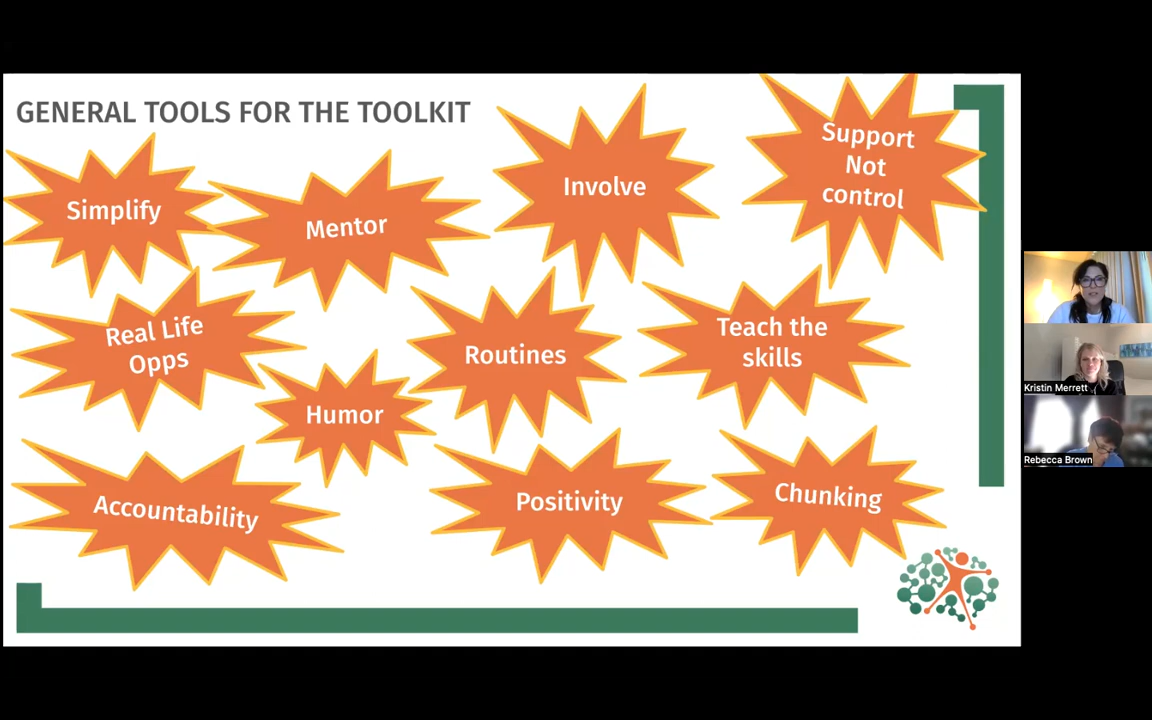 GENERAL TOOLS FOR THE TOOLKIT
Simplify
Mentor
Involve
Support
Not
control
Real Life
Opps
Humor
Routines
Teach the
skills
Accountability
Positivity
Chunking
Kristin Merrett
Rebecca Brown